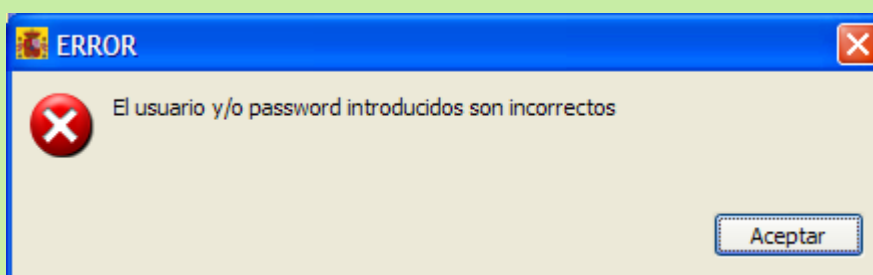 ERROR
El usuario y/o password introducidos son incorrectos
Aceptar